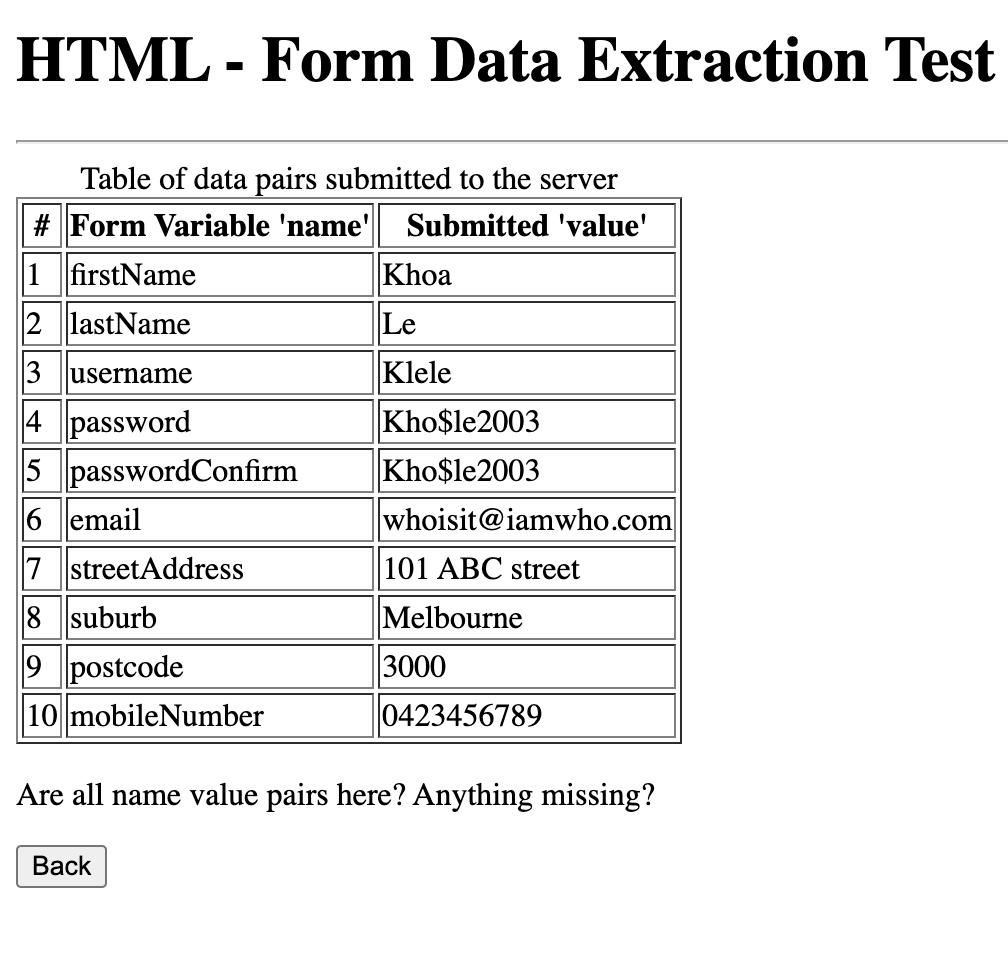 HTML - Form Data Extraction Test
Table of data pairs submitted to the server
# Form Variable 'name' Submitted 'value'
1 firstName Khoa
2 lastName Le
3 username Klele
4 password Kho$le2003
5 passwordConfirm Kho$le2003
6 email whoisit@iamwho.com
7 streetAddress 101 ABC street
8 suburb Melbourne
9 postcode 3000
10 mobileNumber 0423456789
Are all name value pairs here? Anything missing?
Back